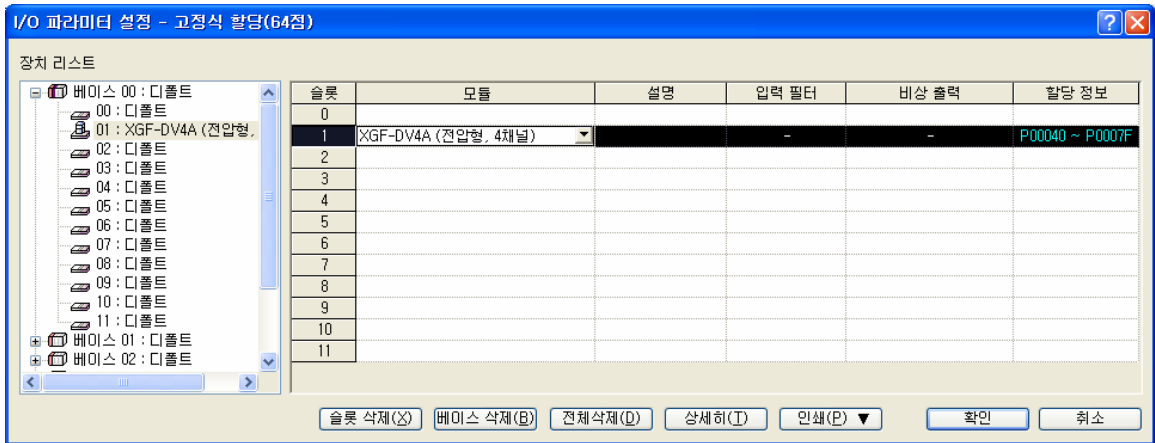 I/O 파라미터 설정 - 고정식 할당(64점)
장치 리스트
베이스 00 : 디폴트
00 : 디폴트
01 : XGF-DV4A (전압형,
02 : 디폴트
03 : 디폴트
04 : 디폴트
05 : 디폴트
06 : 디폴트
07 : 디폴트
08 : 디폴트
09 : 디폴트
10 : 디폴트
11 : 디폴트
베이스 01 : 디폴트
베이스 02 : 디폴트
슬롯 모듈 설명 입력 필터 비상 출력 할당 정보
0
1 XGF-DV4A (전압형, 4채널) - - P00040 ~ P0007F
2
3
4
5
6
7
8
9
10
11
슬롯 삭제(X) 베이스 삭제(B) 전체삭제(D) 상세히(T) 인쇄(P) ▼ 확인 취소